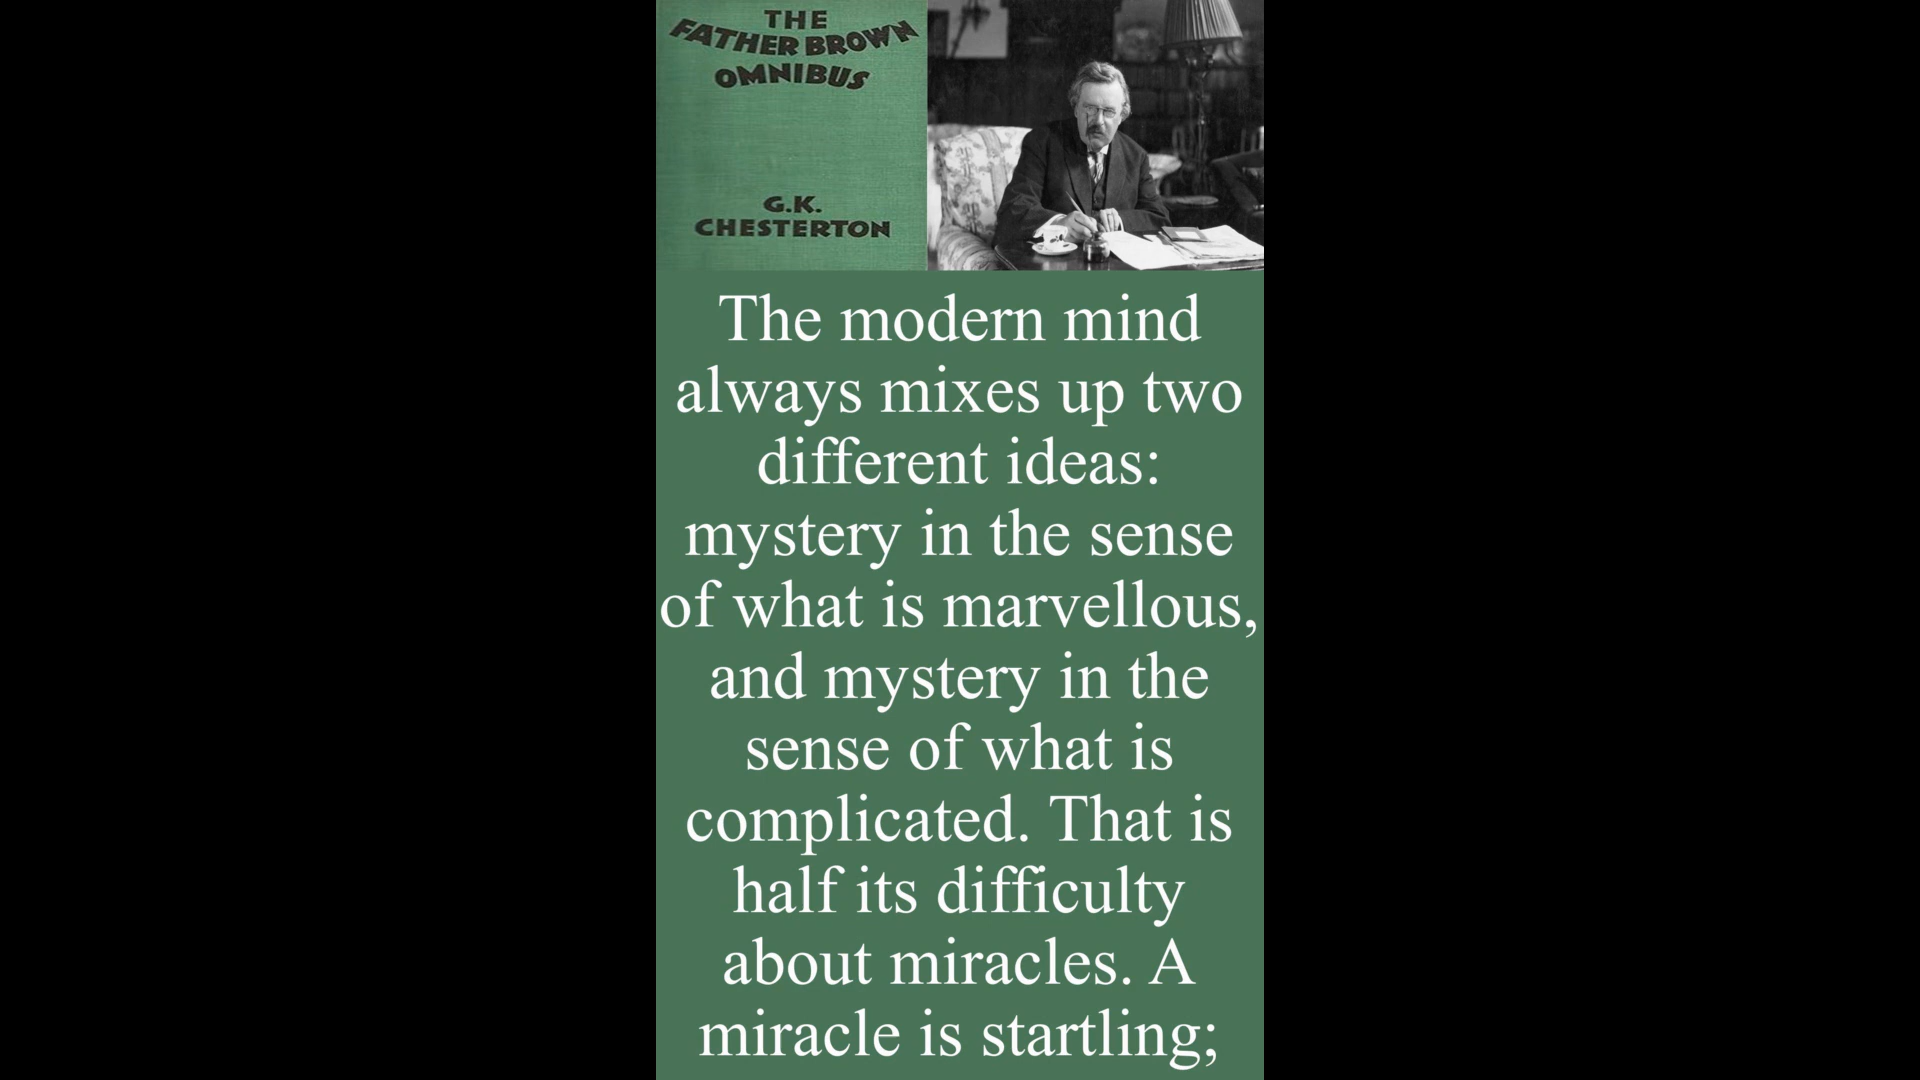 THE
FATHER BROWN
OMNIBUS
G.K.
CHESTERTON
The modern mind
always mixes up two
different ideas:
mystery in the sense
of what is marvellous,
and mystery in the
sense of what is
complicated. That is
half its difficulty
about miracles. A
miracle is startling;